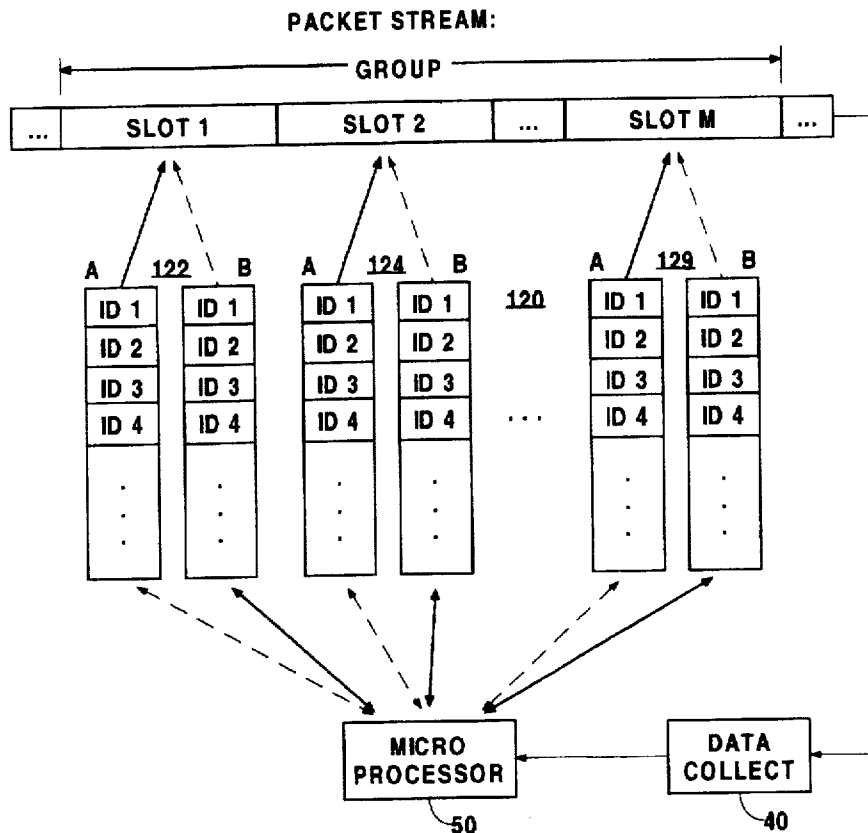 PACKET STREAM:
GROUP
... SLOT 1 SLOT 2 ... SLOT M ...
A 122 B A 124 B 120 A 129 B
ID 1 ID 1 ID 1 ID 1 ID 1 ID 1
ID 2 ID 2 ID 2 ID 2 ID 2 ID 2
ID 3 ID 3 ID 3 ID 3 ID 3 ID 3
ID 4 ID 4 ID 4 ID 4 ... ID 4 ID 4
MICRO
PROCESSOR
50
DATA
COLLECT
40